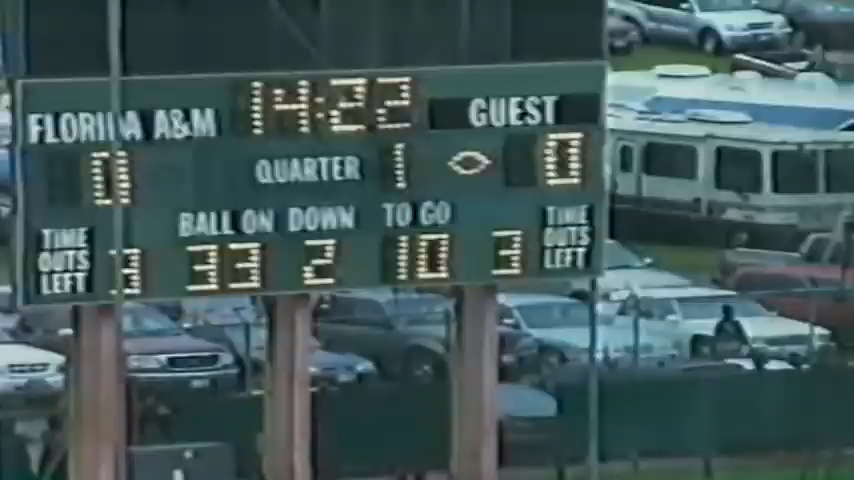 FLORIDA A&M 14:22 GUEST
0 QUARTER 1 0
BALL ON DOWN TO GO
TIME OUTS LEFT 3 33 2 10 3 TIME OUTS LEFT